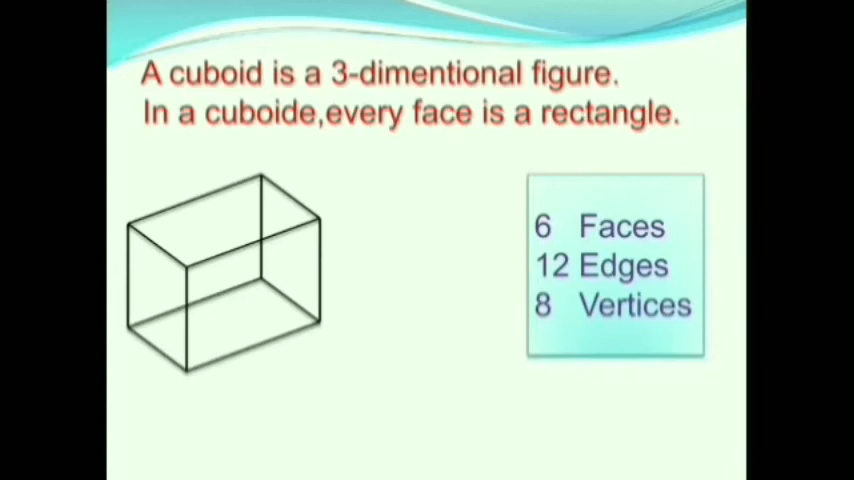 A cuboid is a 3-dimentional figure.
In a cuboide,every face is a rectangle.
6 Faces
12 Edges
8 Vertices